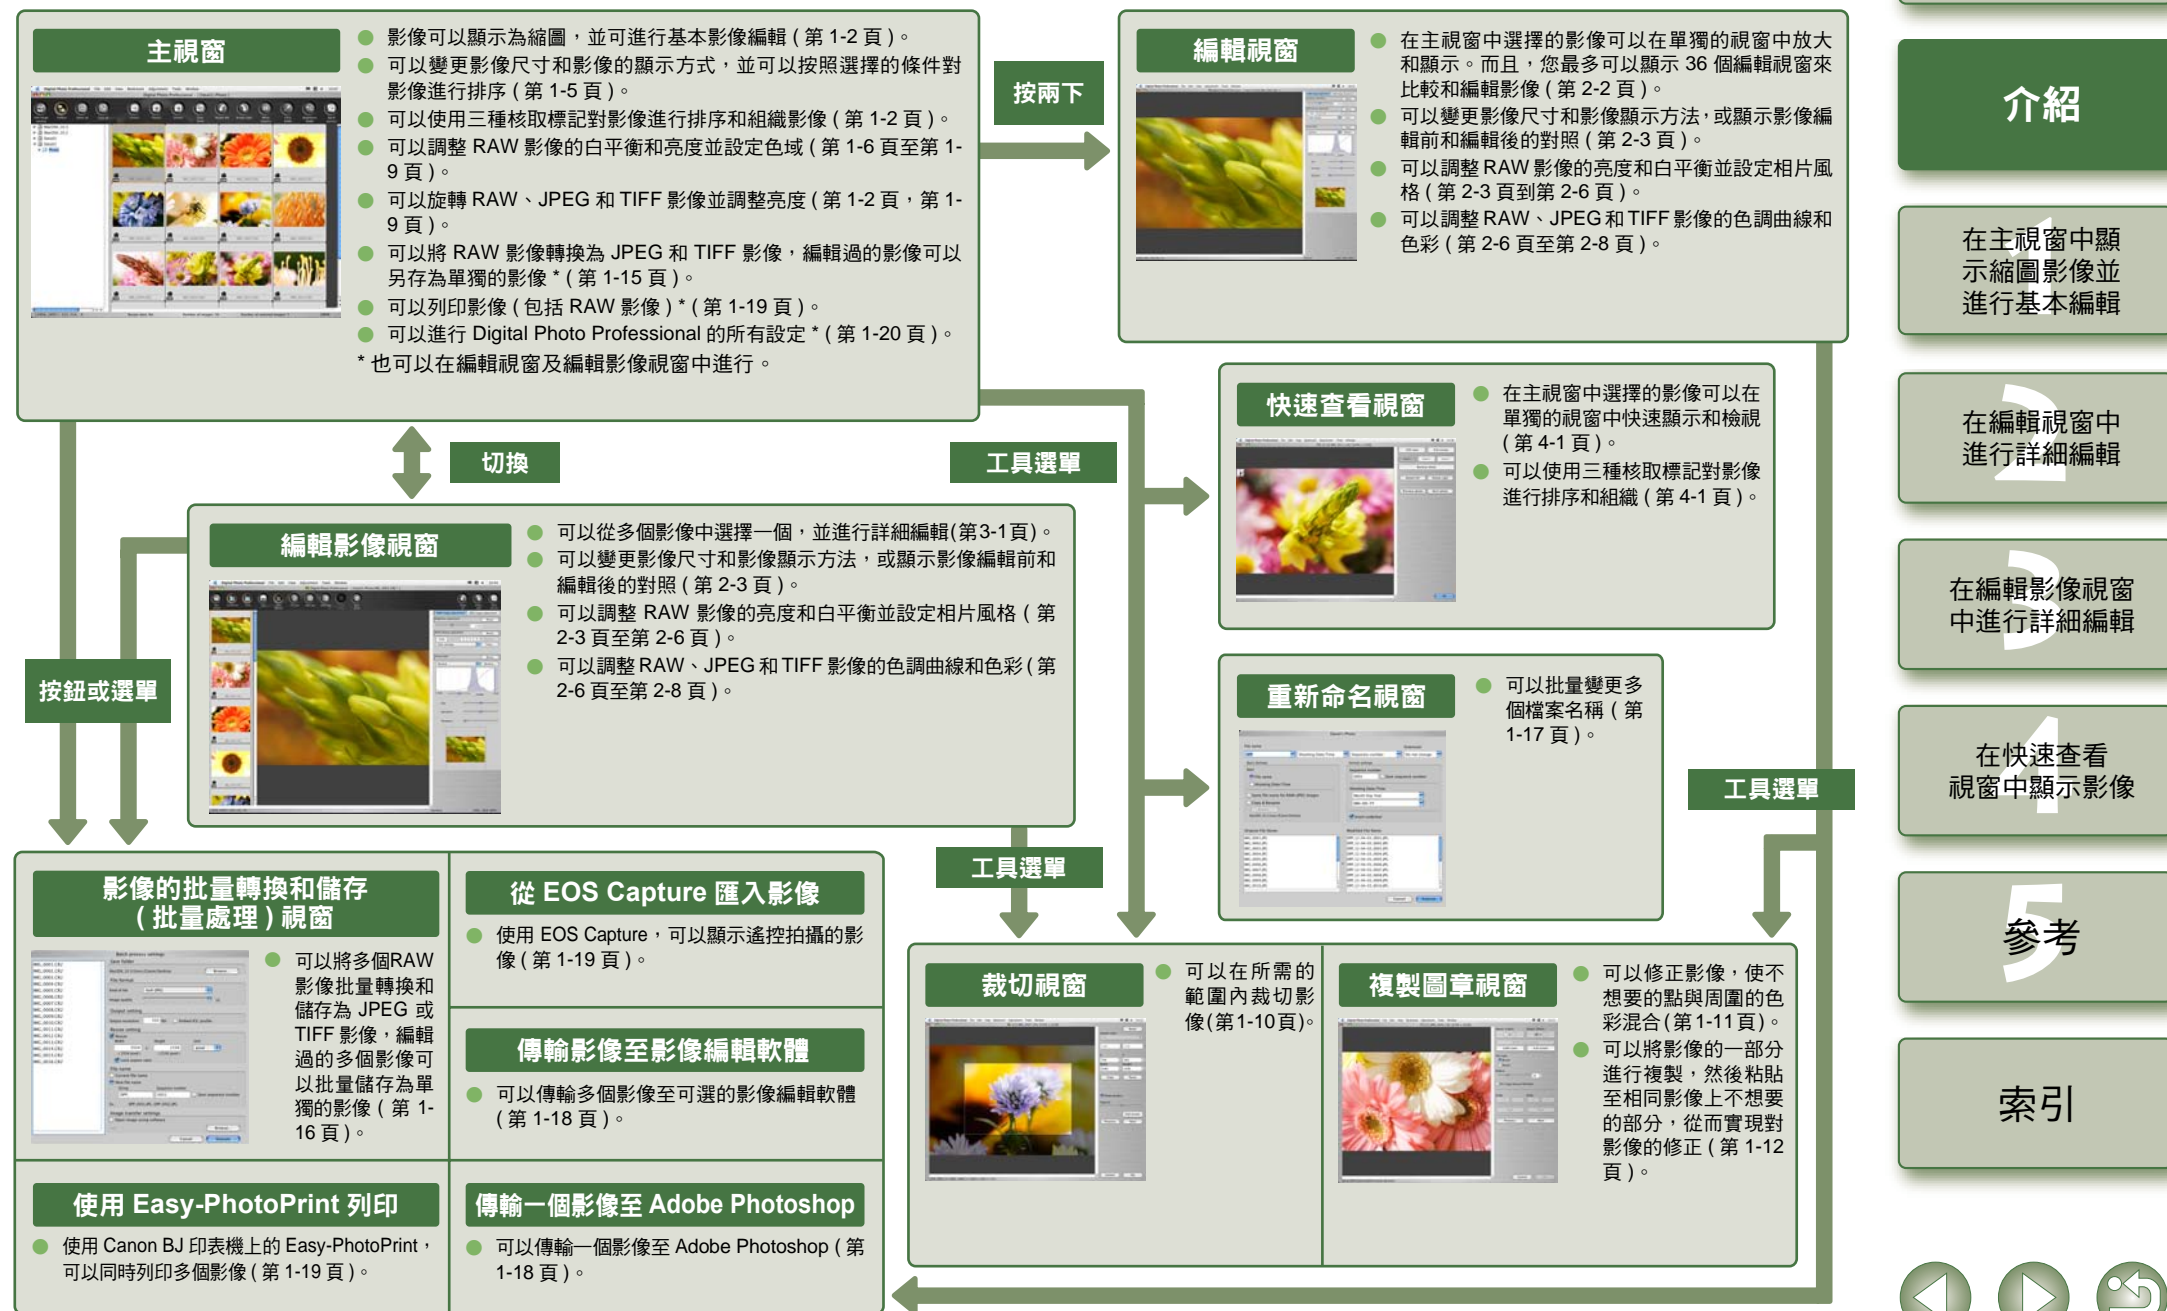 主視窗
● 影像可以顯示為縮圖，並可進行基本影像編輯 ( 第 1-2 頁 )。
● 可以變更影像尺寸和影像的顯示方式，並可以按照選擇的條件對
影像進行排序 ( 第 1-5 頁 )。
● 可以使用三種核取標記對影像進行排序和組織影像 ( 第 1-2 頁 )。
● 可以調整 RAW 影像的白平衡和亮度並設定色域 ( 第 1-6 頁至第 1-
9 頁 )。
● 可以旋轉 RAW、JPEG 和 TIFF 影像並調整亮度 ( 第 1-2 頁，第 1-
9 頁 )。
● 可以將 RAW 影像轉換為 JPEG 和 TIFF 影像，編輯過的影像可以
另存為單獨的影像 * ( 第 1-15 頁 )。
● 可以列印影像 ( 包括 RAW 影像 ) * ( 第 1-19 頁 )。
● 可以進行 Digital Photo Professional 的所有設定 * ( 第 1-20 頁 )。
* 也可以在編輯視窗及編輯影像視窗中進行。
按兩下
編輯視窗
● 在主視窗中選擇的影像可以在單獨的視窗中放大
和顯示。而且，您最多可以顯示 36 個編輯視窗來
比較和編輯影像 ( 第 2-2 頁 )。
● 可以變更影像尺寸和影像顯示方法，或顯示影像編
輯前和編輯後的對照 ( 第 2-3 頁 )。
● 可以調整 RAW 影像的亮度和白平衡並設定相片風
格 ( 第 2-3 頁到第 2-6 頁 )。
● 可以調整 RAW、JPEG 和 TIFF 影像的色調曲線和
色彩 ( 第 2-6 頁至第 2-8 頁 )。
切換
工具選單
快速查看視窗
● 在主視窗中選擇的影像可以在
單獨的視窗中快速顯示和檢視
( 第 4-1 頁 )。
● 可以使用三種核取標記對影像
進行排序和組織 ( 第 4-1 頁 )。
編輯影像視窗
● 可以從多個影像中選擇一個，並進行詳細編輯(第3-1頁)。
● 可以變更影像尺寸和影像顯示方法，或顯示影像編輯前和
編輯後的對照 ( 第 2-3 頁 )。
● 可以調整 RAW 影像的亮度和白平衡並設定相片風格 ( 第
2-3 頁至第 2-6 頁 )。
● 可以調整 RAW、JPEG 和 TIFF 影像的色調曲線和色彩 ( 第
2-6 頁至第 2-8 頁 )。
按鈕或選單
重新命名視窗
● 可以批量變更多
個檔案名稱 ( 第
1-17 頁 )。
工具選單
工具選單
影像的批量轉換和儲存
( 批量處理 ) 視窗
● 可以將多個RAW
影像批量轉換和
儲存為 JPEG 或
TIFF 影像，編輯
過的多個影像可
以批量儲存為單
獨的影像 ( 第 1-
16 頁 )。
從 EOS Capture 匯入影像
● 使用 EOS Capture，可以顯示遙控拍攝的影
像 ( 第 1-19 頁 )。
傳輸影像至影像編輯軟體
● 可以傳輸多個影像至可選的影像編輯軟體
( 第 1-18 頁 )。
使用 Easy-PhotoPrint 列印
● 使用 Canon BJ 印表機上的 Easy-PhotoPrint，
可以同時列印多個影像 ( 第 1-19 頁 )。
傳輸一個影像至 Adobe Photoshop
● 可以傳輸一個影像至 Adobe Photoshop ( 第
1-18 頁 )。
裁切視窗
● 可以在所需的
範圍內裁切影
像(第1-10頁)。
複製圖章視窗
● 可以修正影像，使不
想要的點與周圍的色
彩混合(第1-11頁)。
● 可以將影像的一部分
進行複製，然後粘貼
至相同影像上不想要
的部分，從而實現對
影像的修正 ( 第 1-12
頁 )。
介紹
1
在主視窗中顯
示縮圖影像並
進行基本編輯
2
在編輯視窗中
進行詳細編輯
3
在編輯影像視窗
中進行詳細編輯
4
在快速查看
視窗中顯示影像
5
參考
索引